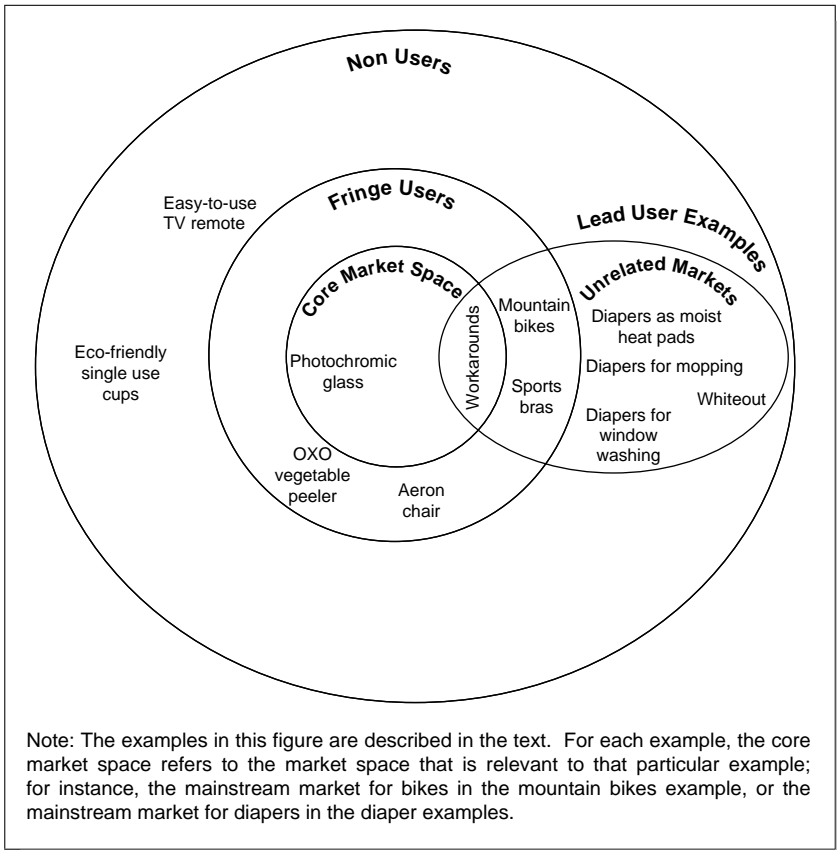 Non Users
Easy-to-use
TV remote
Fringe Users
Lead User Examples
Core Market Space
Unrelated Markets
Mountain
bikes
Diapers as moist
heat pads
Eco-friendly
single use
cups
Photochromic
glass
Workarounds
Diapers for mopping
Sports
bras
Whiteout
Diapers for
window
washing
OXO
vegetable
peeler
Aeron
chair
Note: The examples in this figure are described in the text. For each example, the core
market space refers to the market space that is relevant to that particular example;
for instance, the mainstream market for bikes in the mountain bikes example, or the
mainstream market for diapers in the diaper examples.